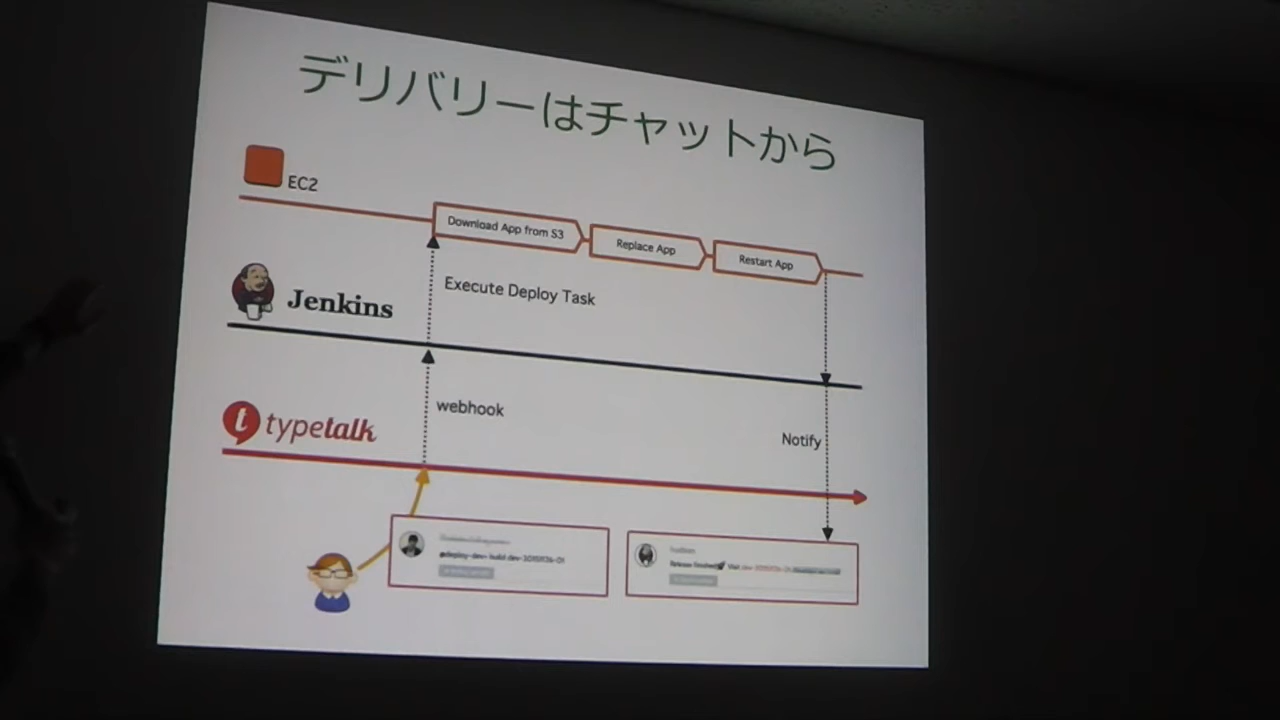 デリバリーはチャットから
EC2
Download App from S3
Replace App
Restart App
Execute Deploy Task
Jenkins
webhook
typetalk
Notify